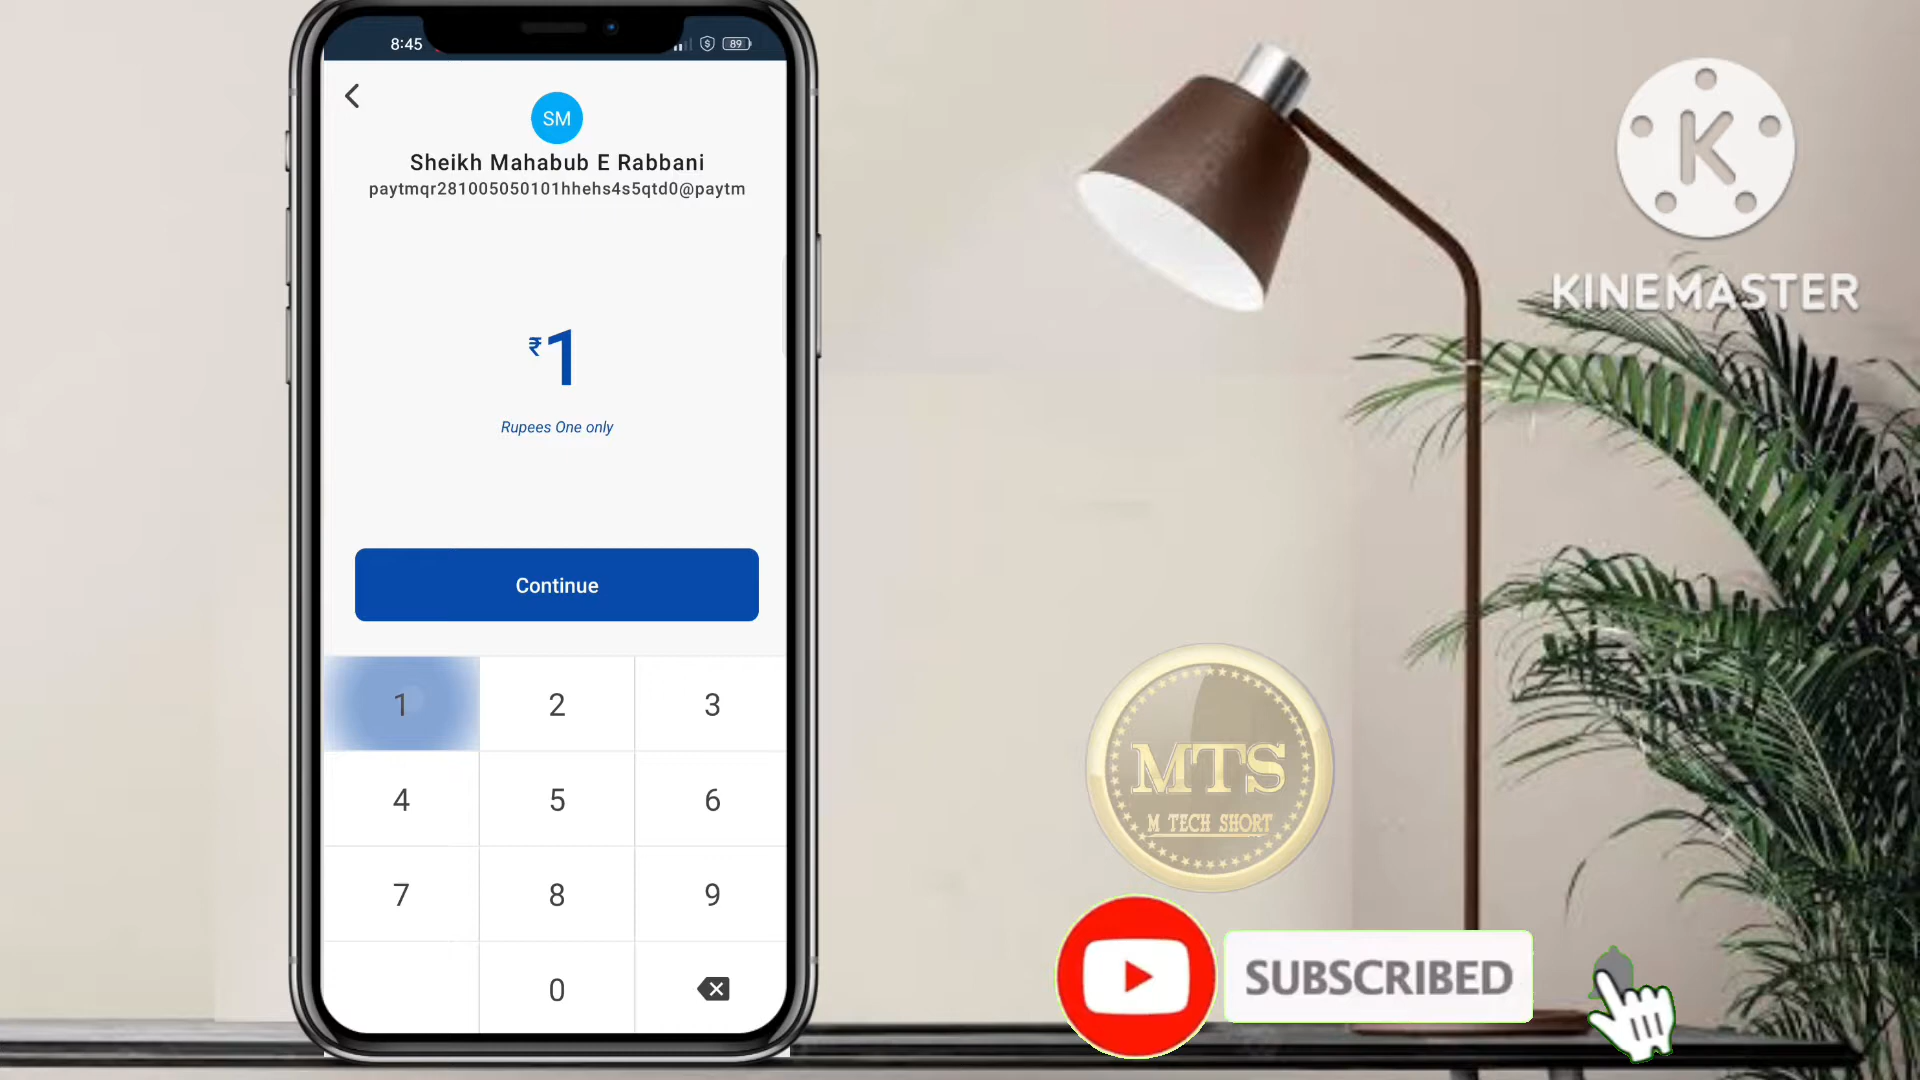 8:45
89
SM
Sheikh Mahabub E Rabbani
paytmqr281005050101hhehs4s5qtd0@paytm
₹1
Rupees One only
Continue
1
2
3
4
5
6
7
8
9
0
K
KINEMASTER
MTS
M TECH SHORT
SUBSCRIBED